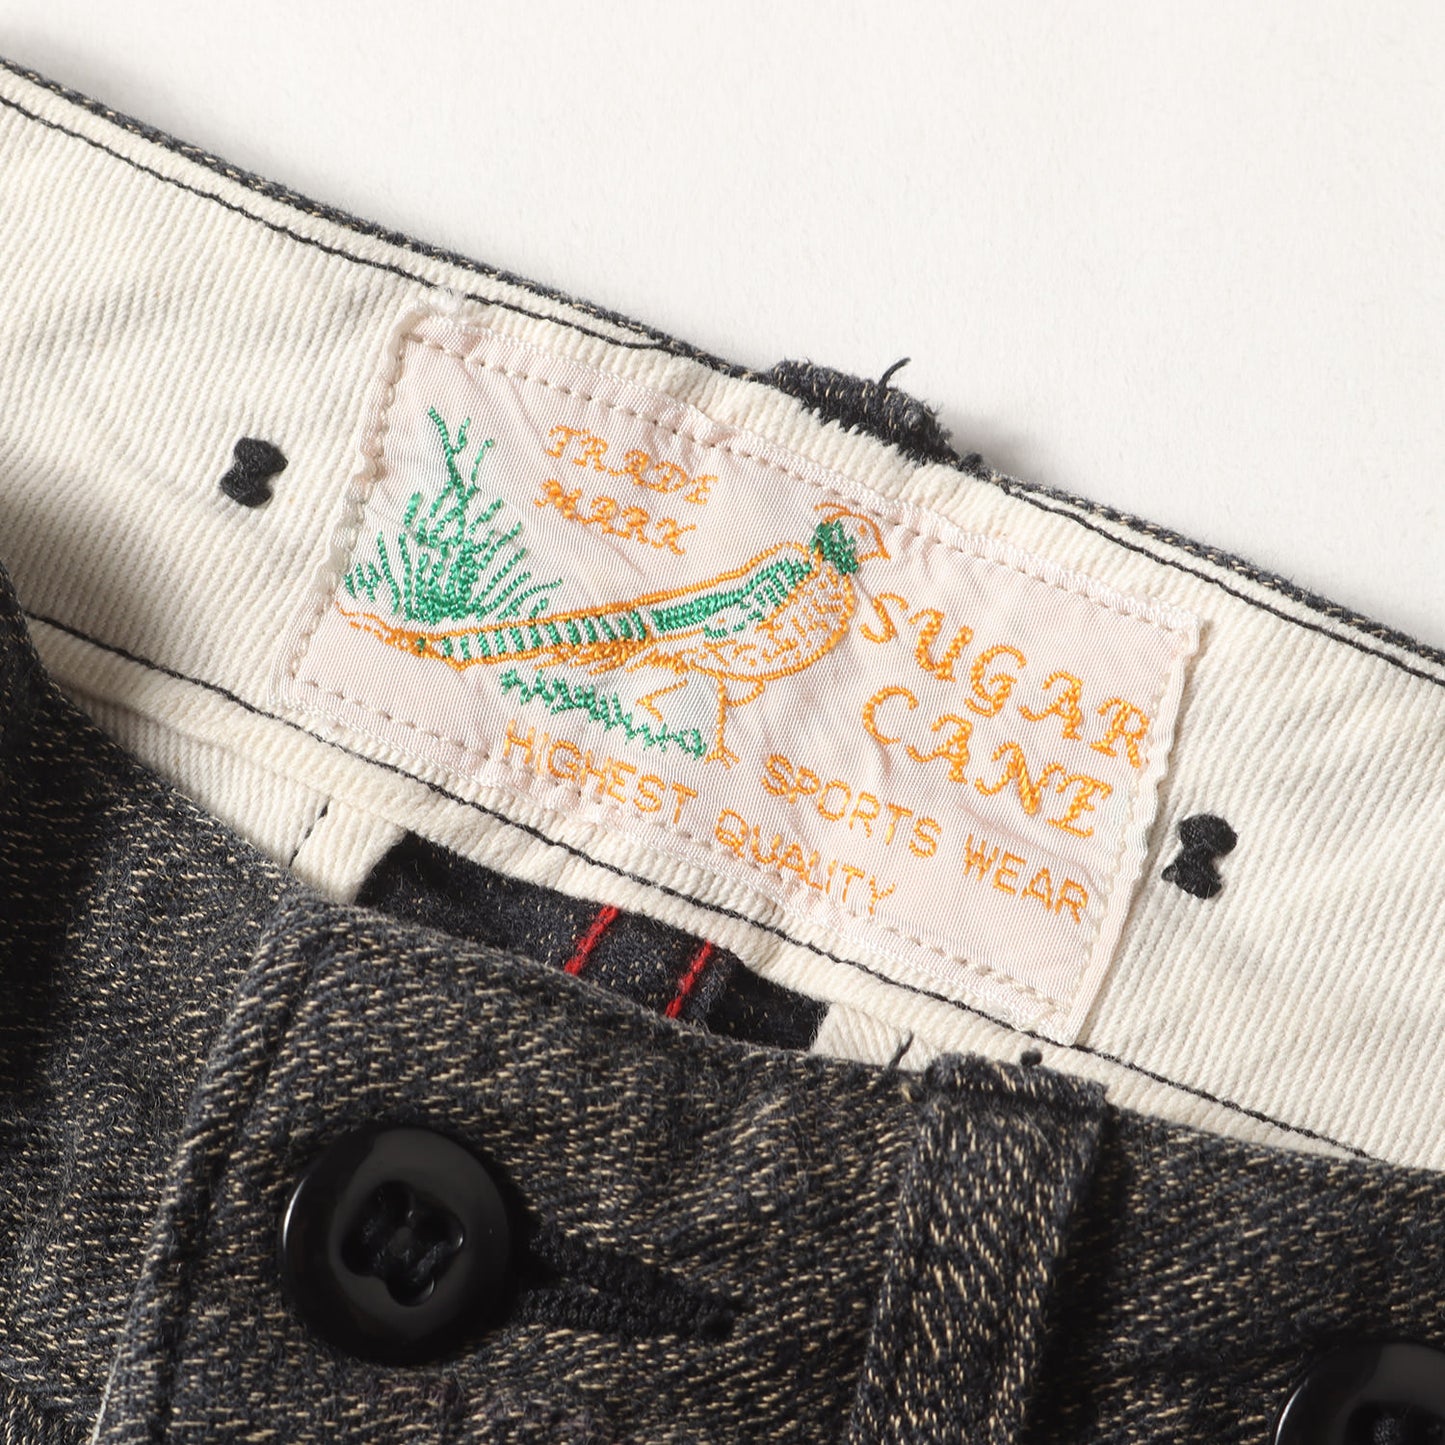 TRADE
MARK
SUGAR
CANE
SPORTS WEAR
HIGHEST QUALITY